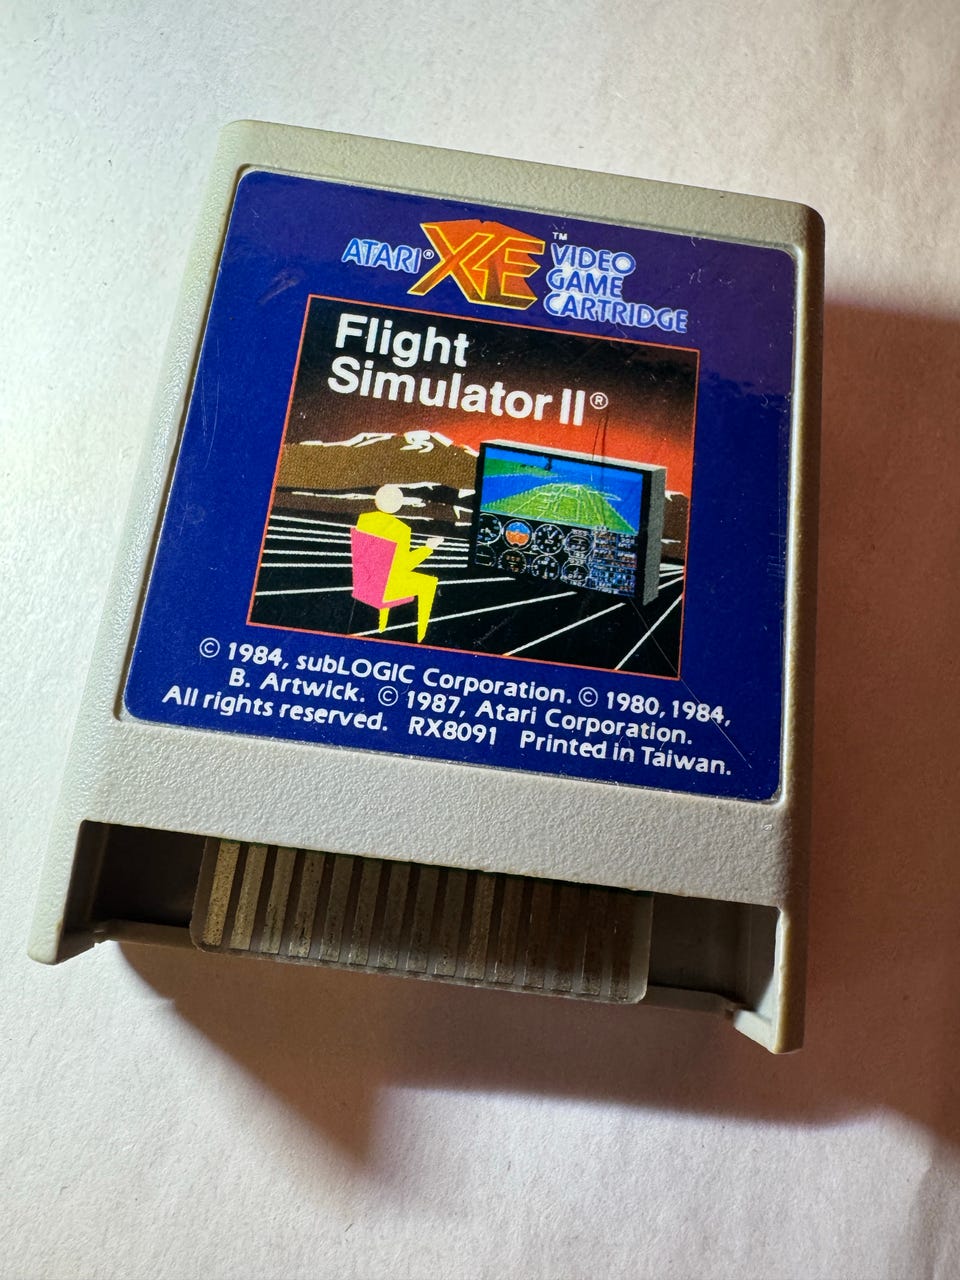 ATARI® XE™ VIDEO
GAME
CARTRIDGE
Flight
Simulator II®
© 1984, subLOGIC Corporation. © 1980, 1984,
B. Artwick. © 1987, Atari Corporation.
All rights reserved. RX8091 Printed in Taiwan.